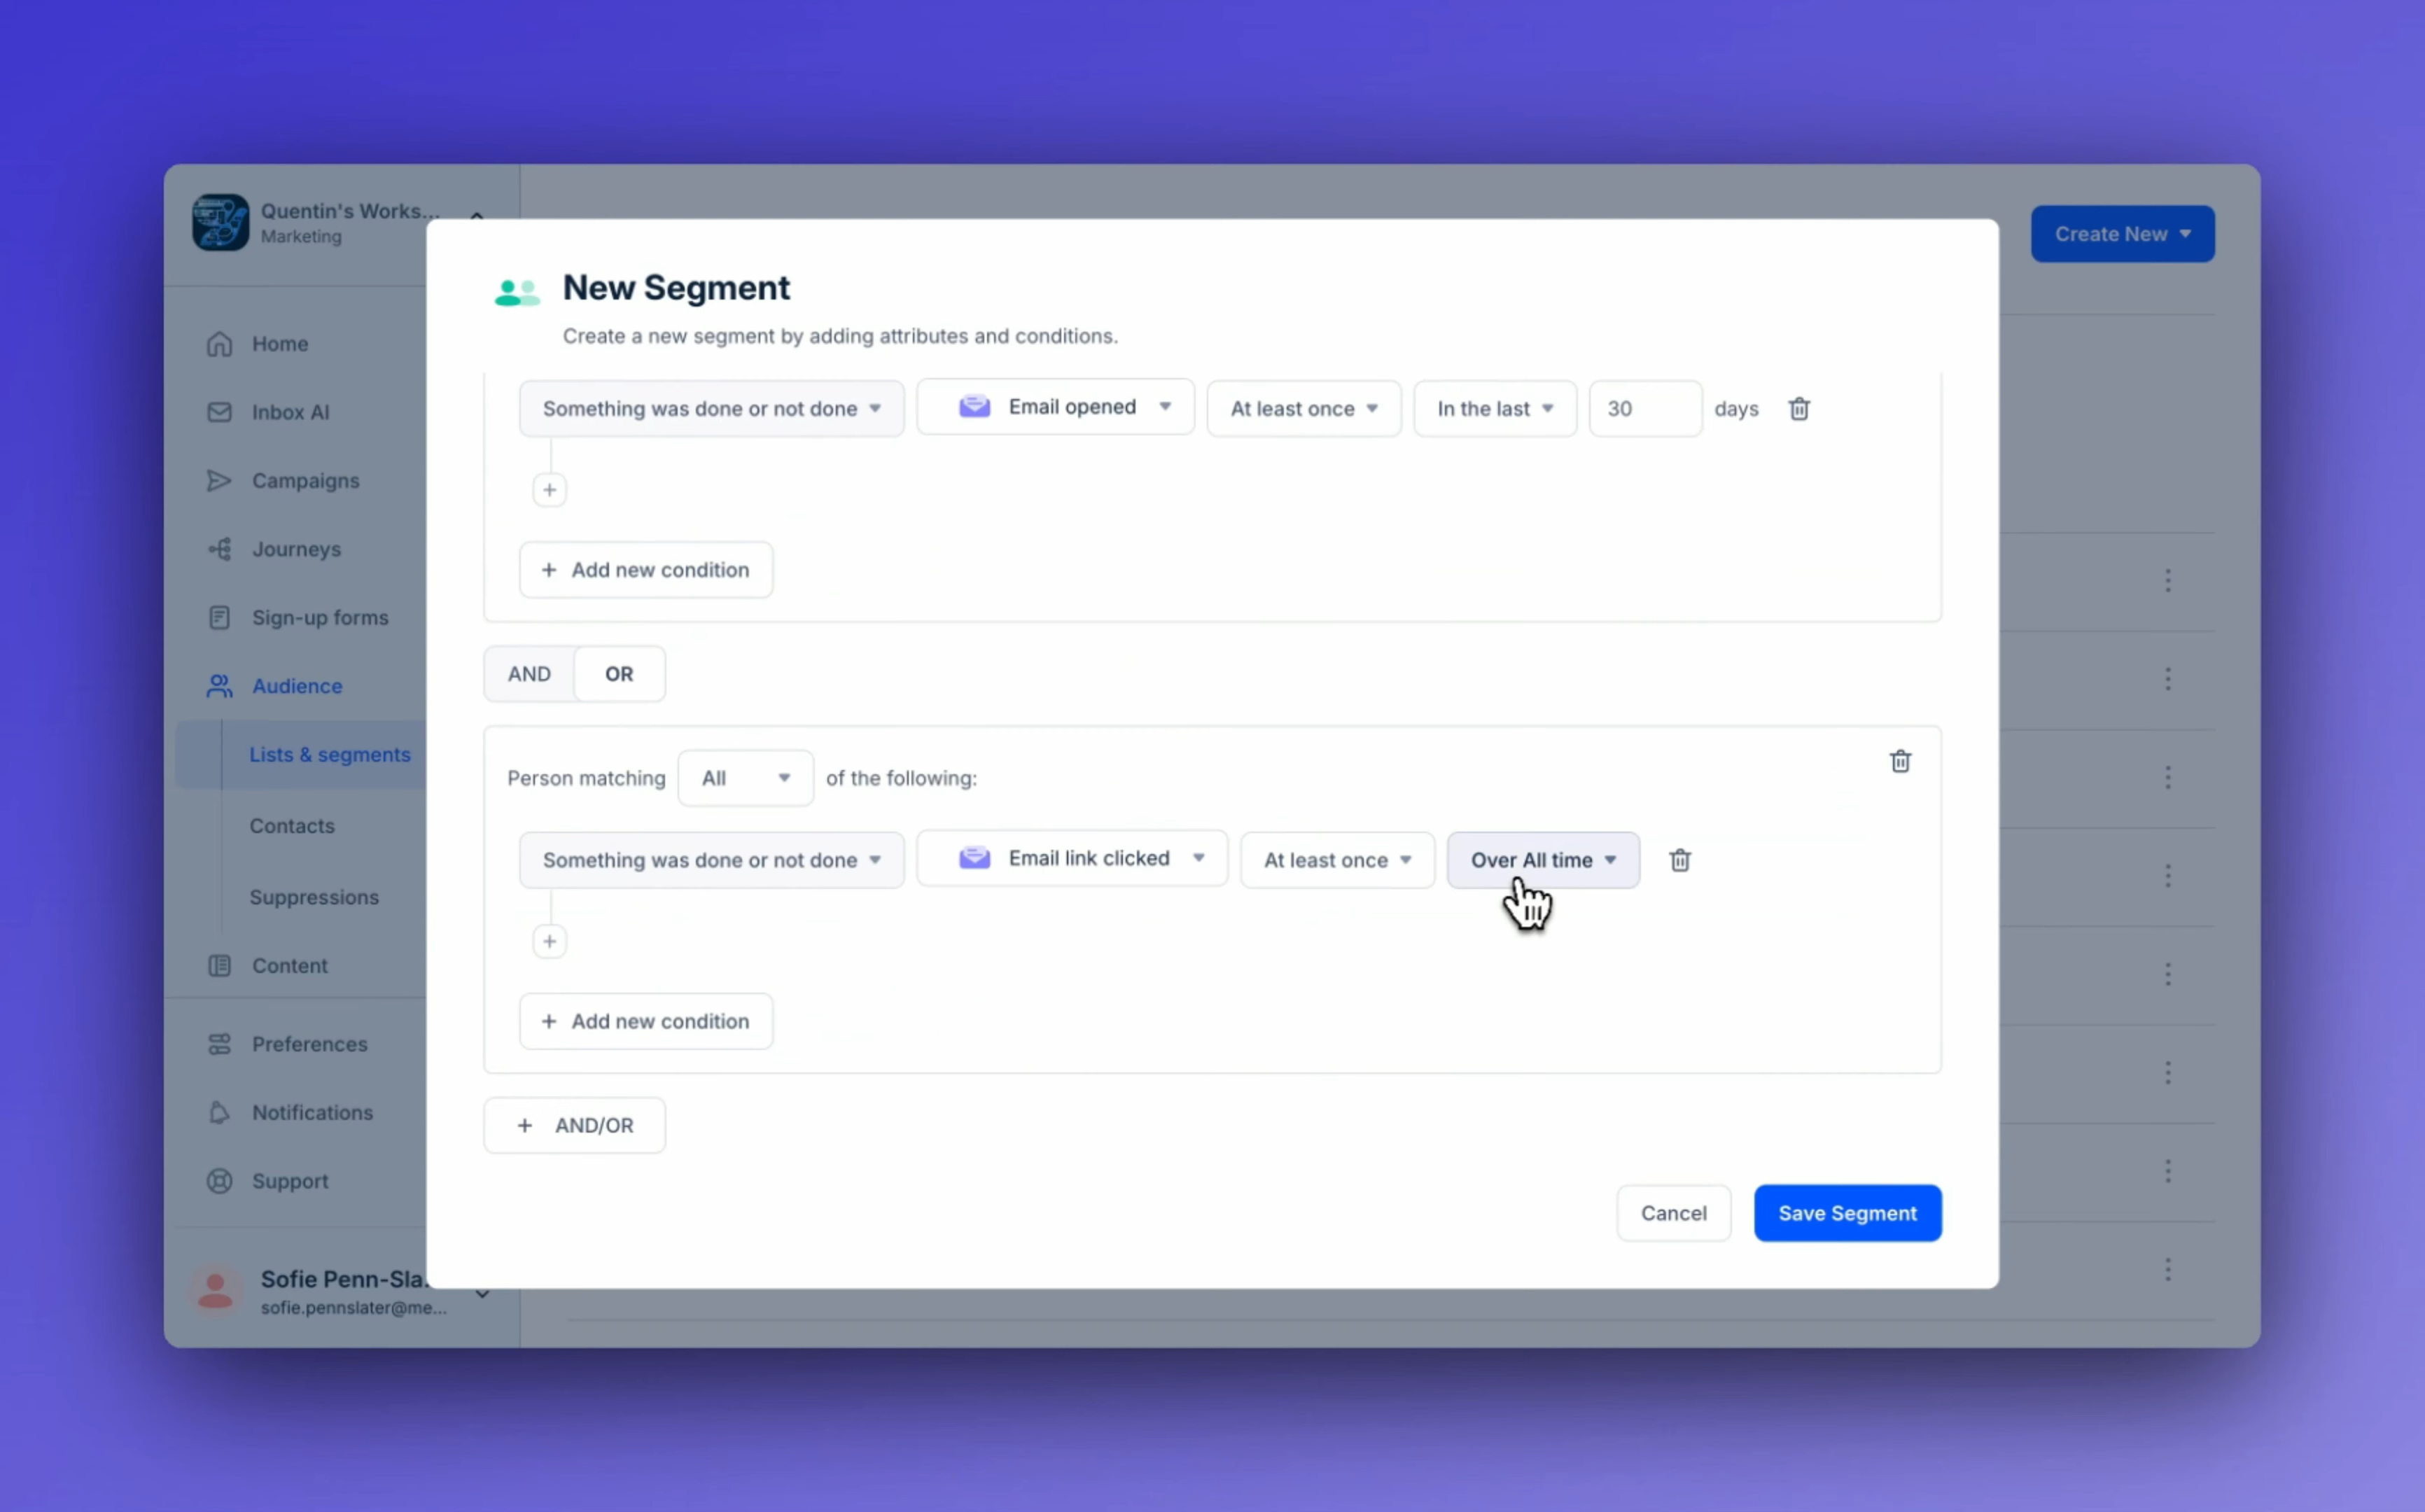 Quentin's Works...
Marketing
Create New
Home
Inbox AI
Campaigns
Journeys
Sign-up forms
Audience
Lists & segments
Contacts
Suppressions
Content
Preferences
Notifications
Support
Sofie Penn-Sla.
sofie.pennslater@me...
New Segment
Create a new segment by adding attributes and conditions.
Something was done or not done Email opened At least once In the last 30 days
+
+ Add new condition
AND OR
Person matching All of the following:
Something was done or not done Email link clicked At least once Over All time
+
+ Add new condition
+ AND/OR
Cancel Save Segment